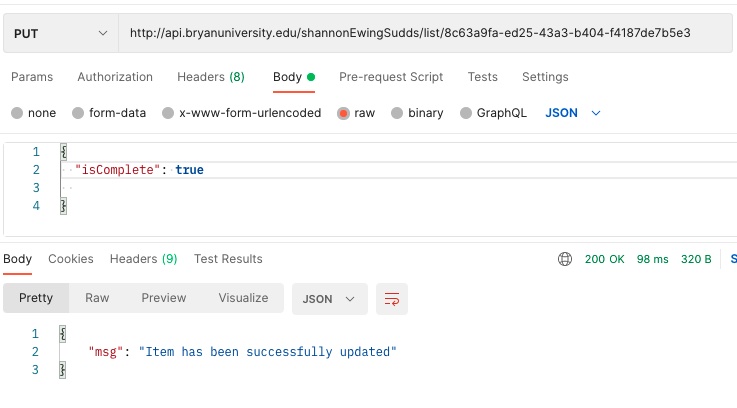 PUT http://api.bryanuniversity.edu/shannonEwingSudds/list/8c63a9fa-ed25-43a3-b404-f4187de7b5e3
Params Authorization Headers (8) Body Pre-request Script Tests Settings
none form-data x-www-form-urlencoded raw binary GraphQL JSON
1 {
2 "isComplete": true
3
4 }
Body Cookies Headers (9) Test Results 200 OK 98 ms 320 B S
Pretty Raw Preview Visualize JSON
1 {
2 "msg": "Item has been successfully updated"
3 }